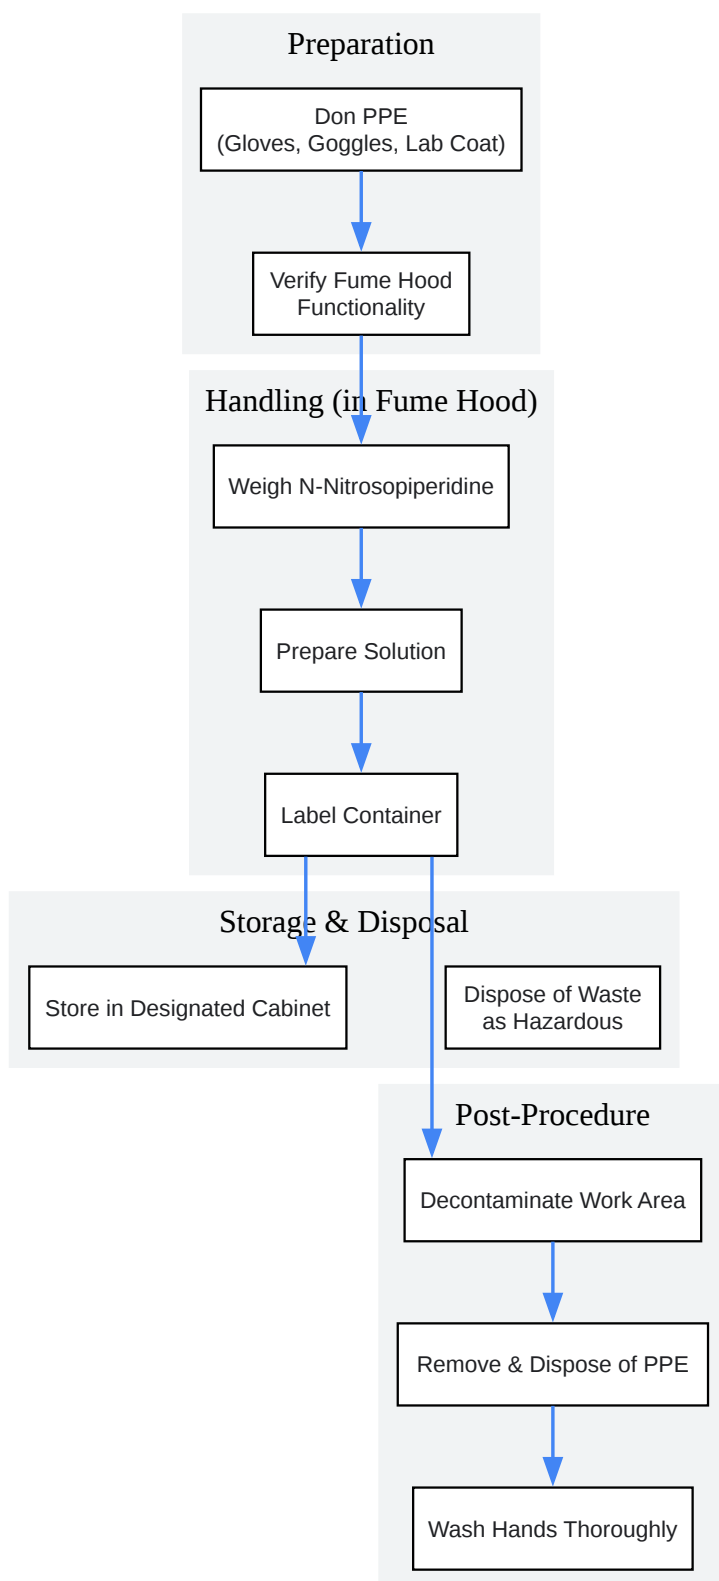 Preparation
Don PPE
(Gloves, Goggles, Lab Coat)
Verify Fume Hood
Functionality
Handling (in Fume Hood)
Weigh N-Nitrosopiperidine
Prepare Solution
Label Container
Storage & Disposal
Store in Designated Cabinet
Dispose of Waste
as Hazardous
Post-Procedure
Decontaminate Work Area
Remove & Dispose of PPE
Wash Hands Thoroughly